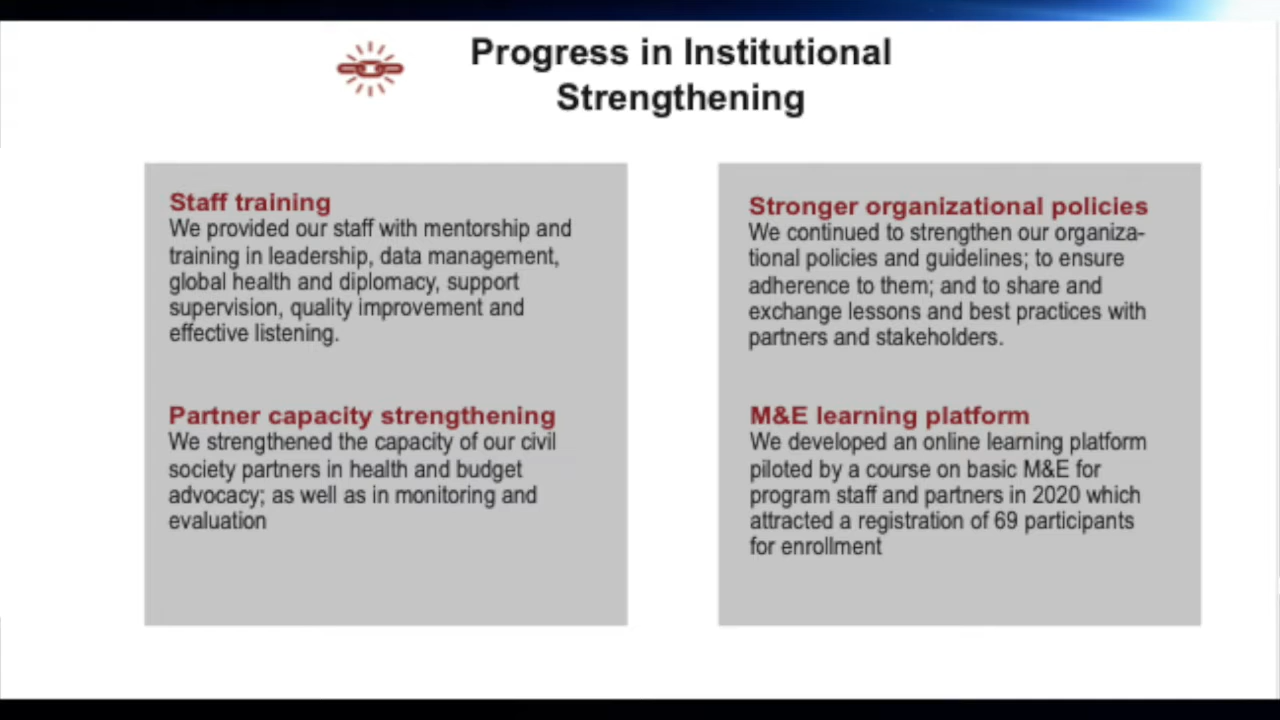 Progress in Institutional
Strengthening
Staff training
We provided our staff with mentorship and
training in leadership, data management,
global health and diplomacy, support
supervision, quality improvement and
effective listening.
Partner capacity strengthening
We strengthened the capacity of our civil
society partners in health and budget
advocacy; as well as in monitoring and
evaluation
Stronger organizational policies
We continued to strengthen our organiza-
tional policies and guidelines; to ensure
adherence to them; and to share and
exchange lessons and best practices with
partners and stakeholders.
M&E learning platform
We developed an online learning platform
piloted by a course on basic M&E for
program staff and partners in 2020 which
attracted a registration of 69 participants
for enrollment